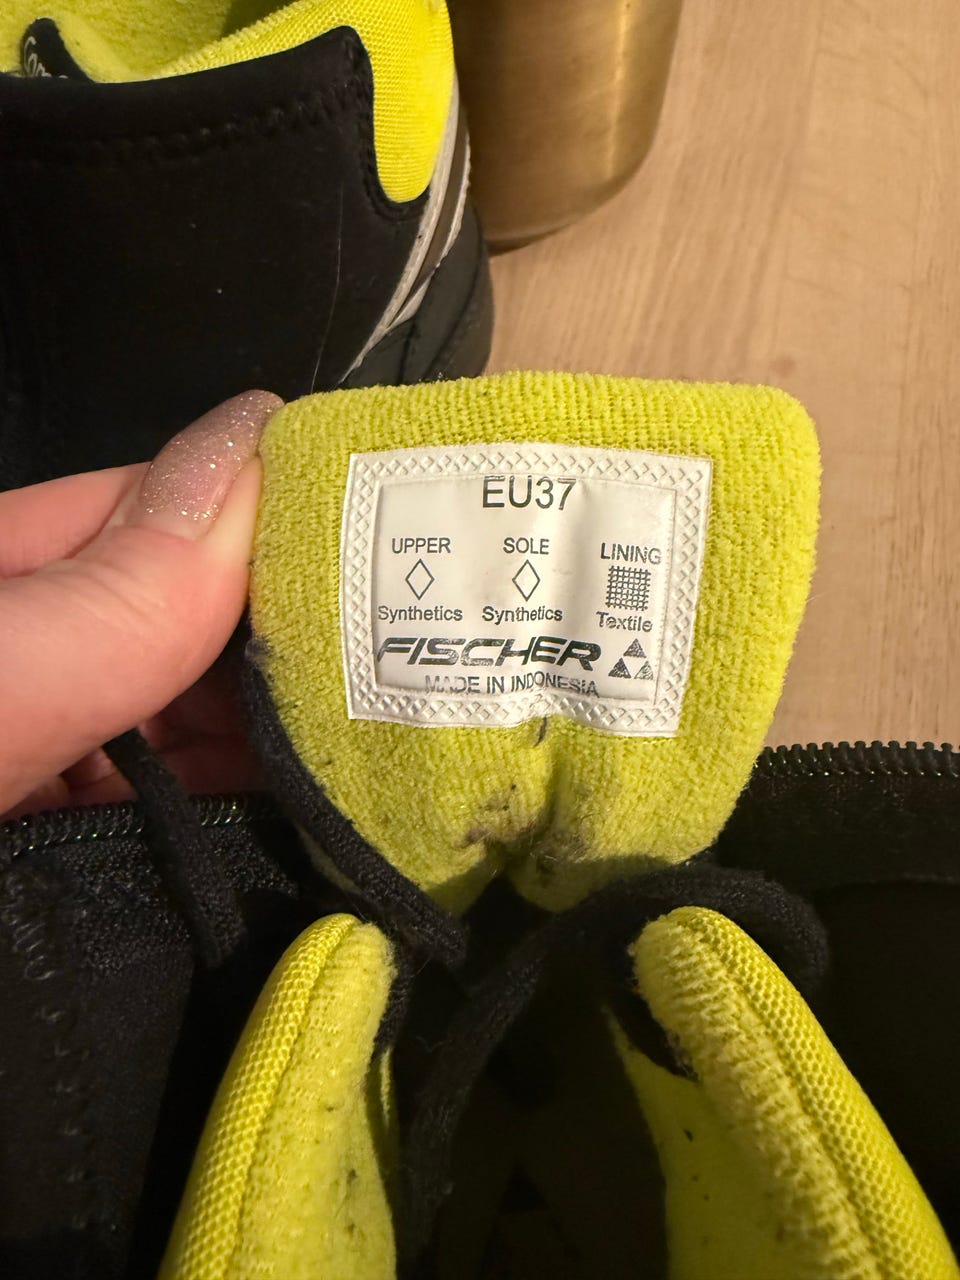 EU37
UPPER SOLE LINING
Synthetics Synthetics Textile
FISCHER
MADE IN INDONESIA